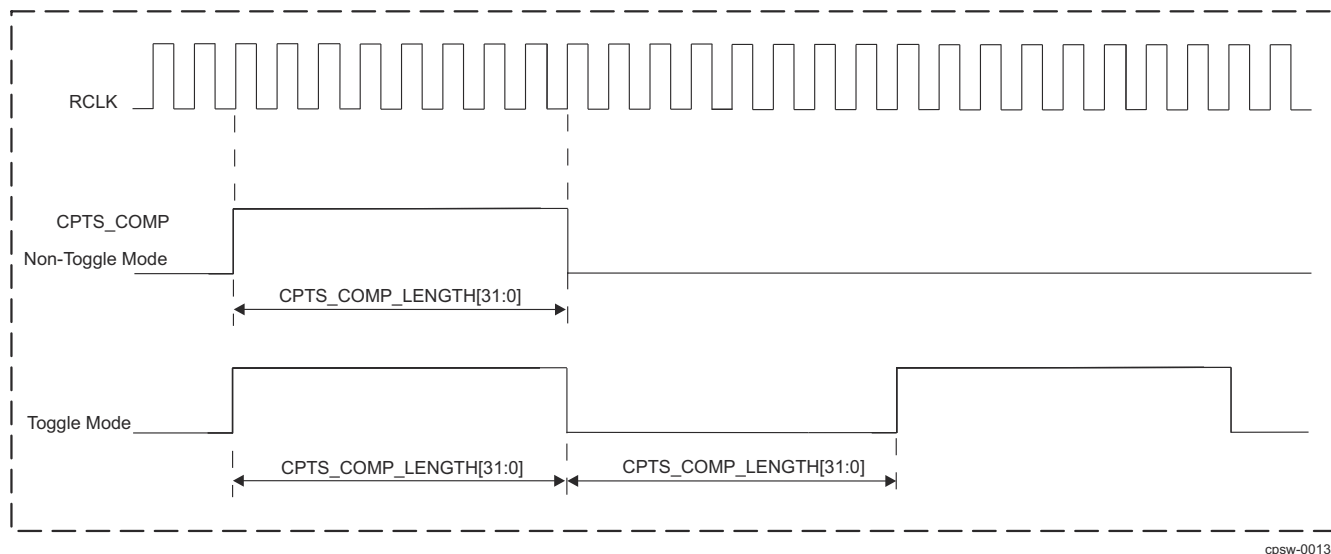 RCLK
CPTS_COMP
Non-Toggle Mode
CPTS_COMP_LENGTH[31:0]
Toggle Mode
CPTS_COMP_LENGTH[31:0] CPTS_COMP_LENGTH[31:0]
cpsw-0013